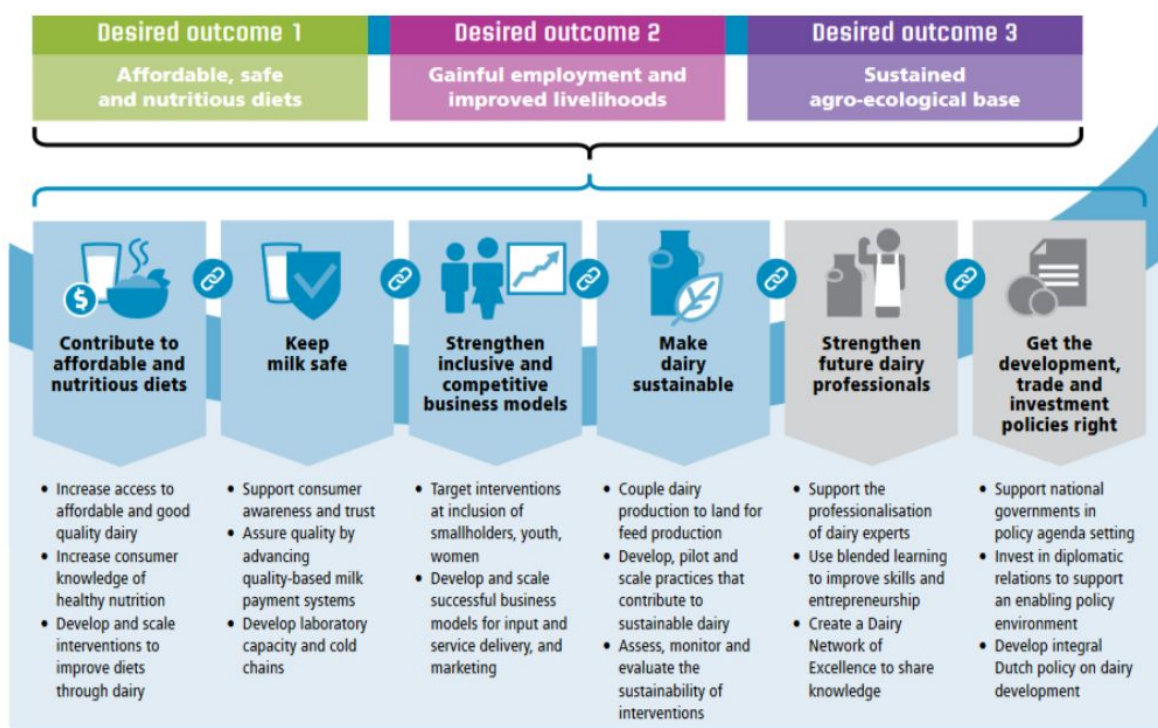 Desired outcome 1
Affordable, safe
and nutritious diets
Desired outcome 2
Gainful employment and
improved livelihoods
Desired outcome 3
Sustained
agro-ecological base
$
Contribute to
affordable and
nutritious diets
Keep
milk safe
Strengthen
inclusive and
competitive
business models
Make
dairy
sustainable
Strengthen
future dairy
professionals
Get the
development,
trade and
investment
policies right
• Increase access to
affordable and good
quality dairy
• Increase consumer
knowledge of
healthy nutrition
• Develop and scale
interventions to
improve diets
through dairy
• Support consumer
awareness and trust
• Assure quality by
advancing
quality-based milk
payment systems
• Develop laboratory
capacity and cold
chains
• Target interventions
at inclusion of
smallholders, youth,
women
• Develop and scale
successful business
models for input and
service delivery, and
marketing
• Couple dairy
production to land for
feed production
• Develop, pilot and
scale practices that
contribute to
sustainable dairy
• Assess, monitor and
evaluate the
sustainability of
interventions
• Support the
professionalisation
of dairy experts
• Use blended learning
to improve skills and
entrepreneurship
• Create a Dairy
Network of
Excellence to share
knowledge
• Support national
governments in
policy agenda setting
• Invest in diplomatic
relations to support
an enabling policy
environment
• Develop integral
Dutch policy on dairy
development